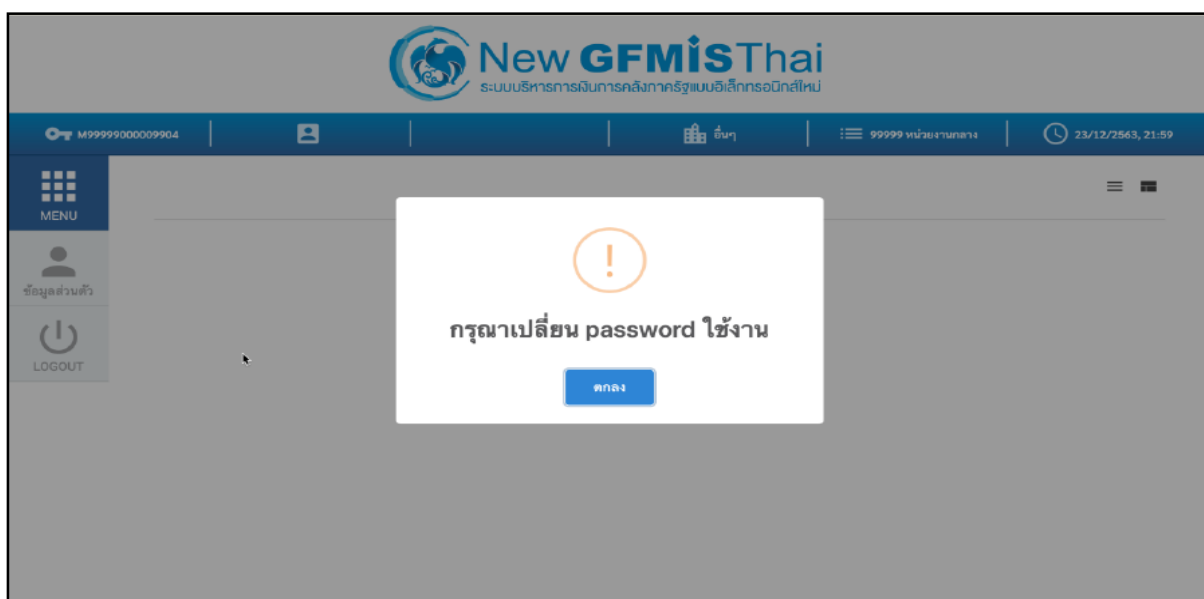 New GFMIS Thai
ระบบบริหารการเงินการคลังภาครัฐแบบอิเล็กทรอนิกส์ใหม่
M99999000009904
อื่นๆ
99999 หน่วยงานกลาง
23/12/2563, 21:59
MENU
ข้อมูลส่วนตัว
LOGOUT
กรุณาเปลี่ยน password ใช้งาน
ตกลง